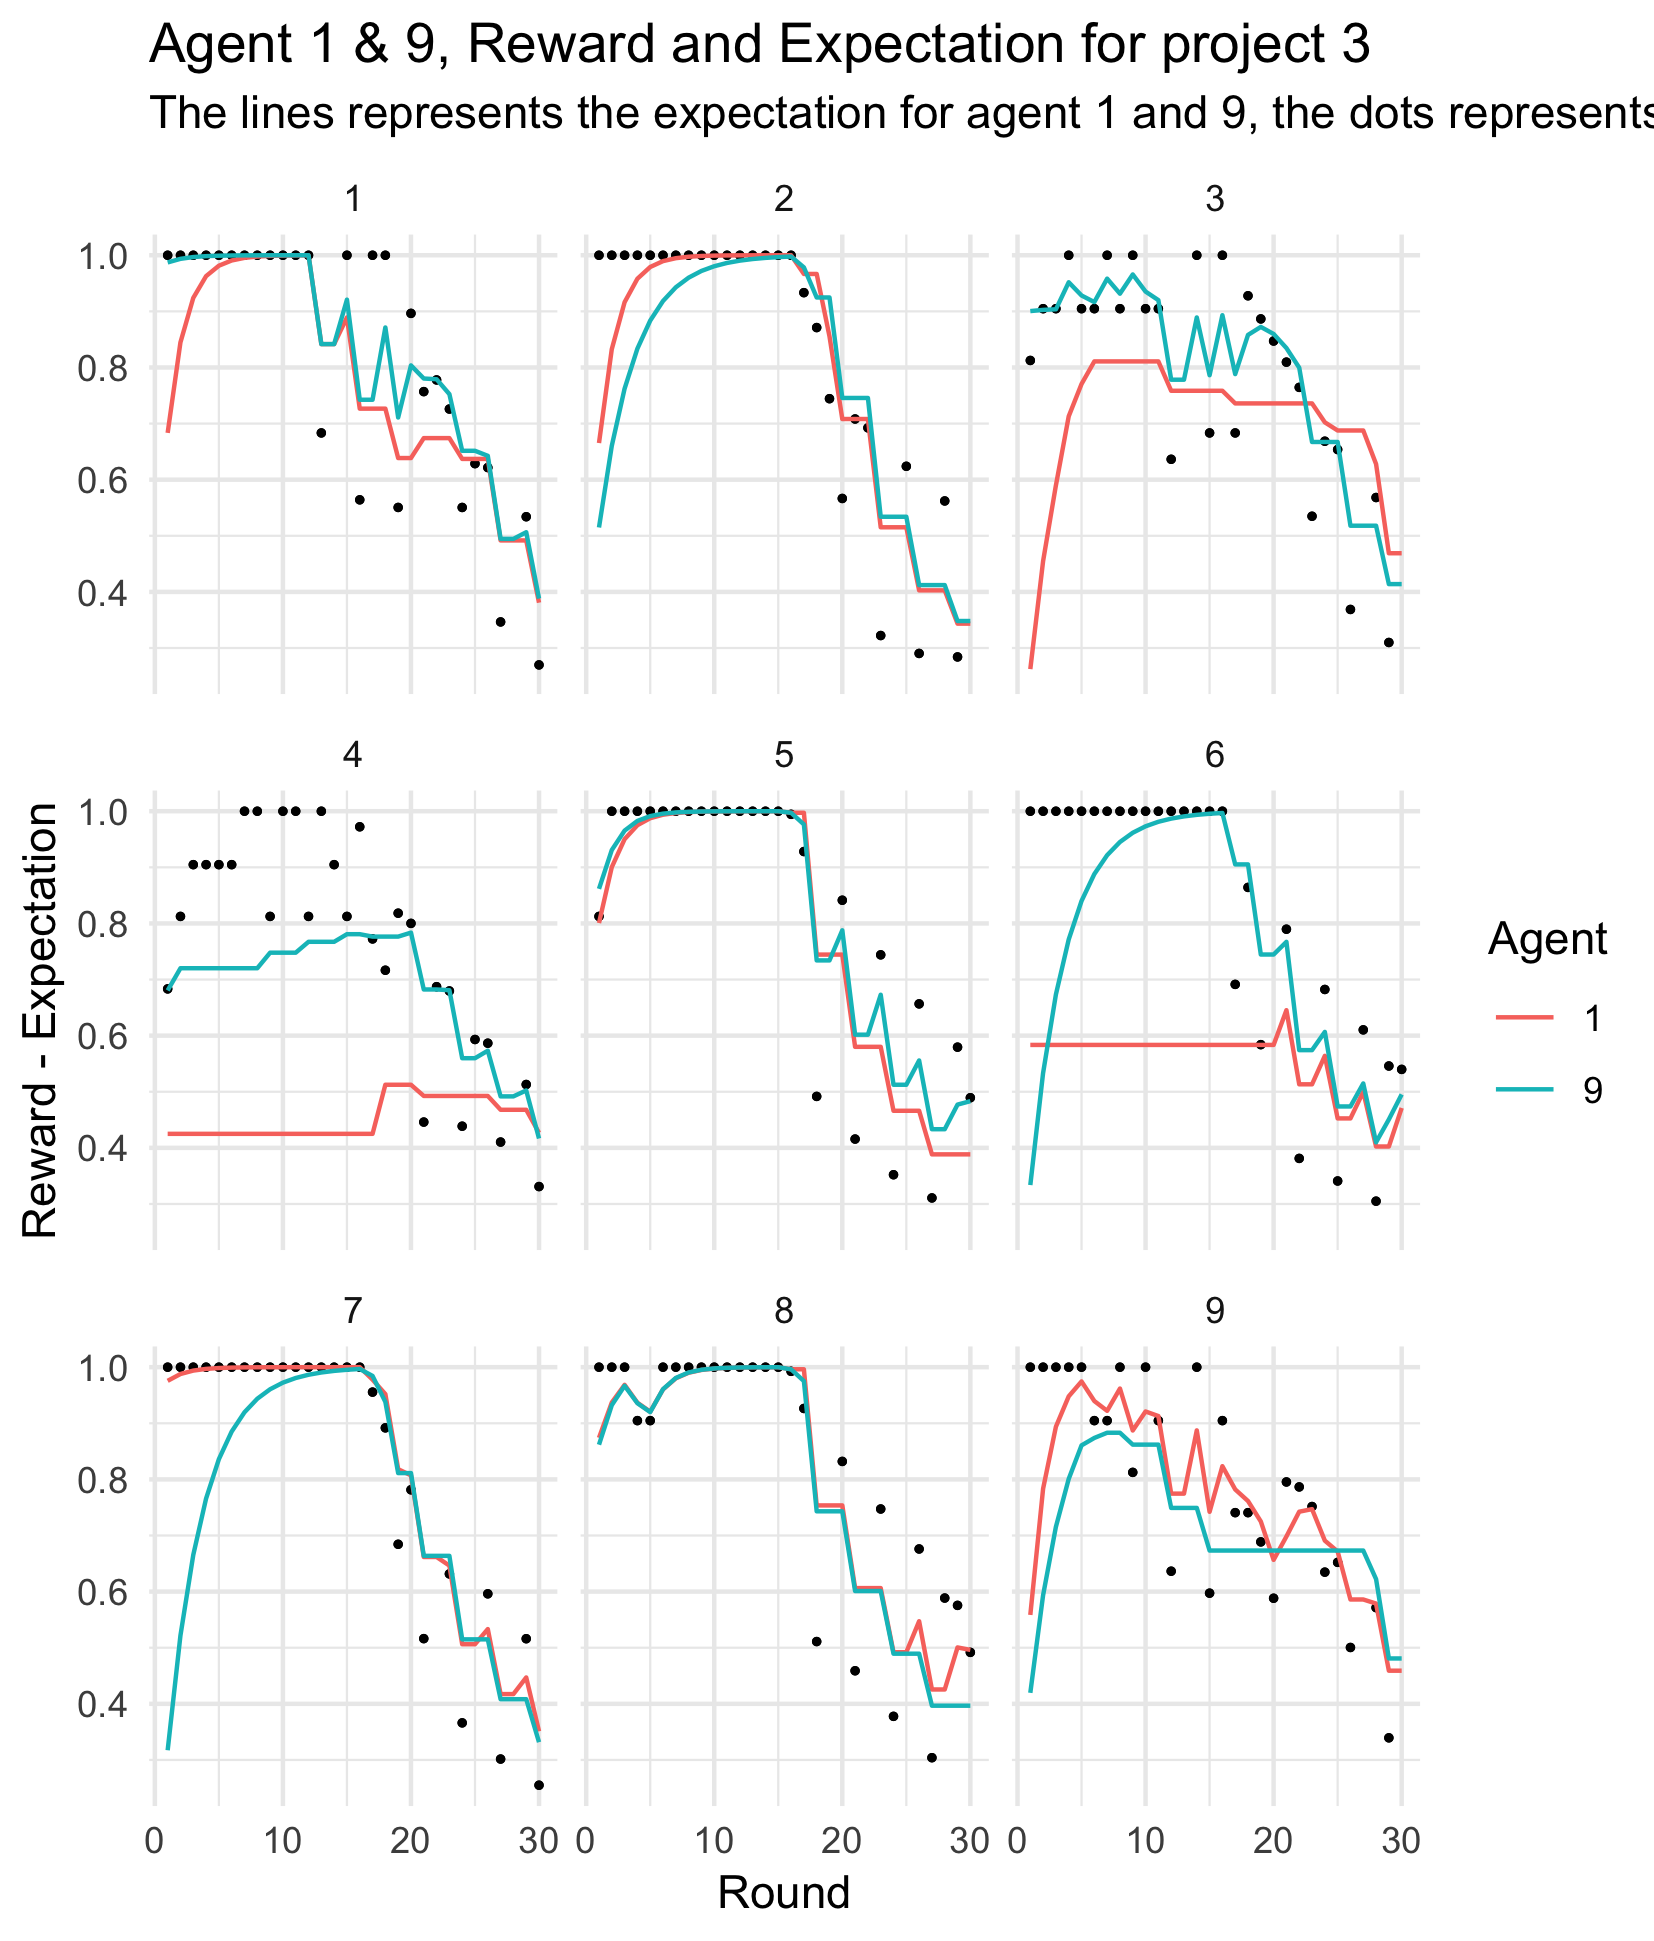 Agent 1 & 9, Reward and Expectation for project 3
The lines represents the expectation for agent 1 and 9, the dots represents
1 2 3
1.0
0.8
0.6
0.4
4 5 6
1.0
0.8
0.6
0.4
7 8 9
1.0
0.8
0.6
0.4
0 10 20 30 0 10 20 30 0 10 20 30
Round
Reward - Expectation
Agent
1
9